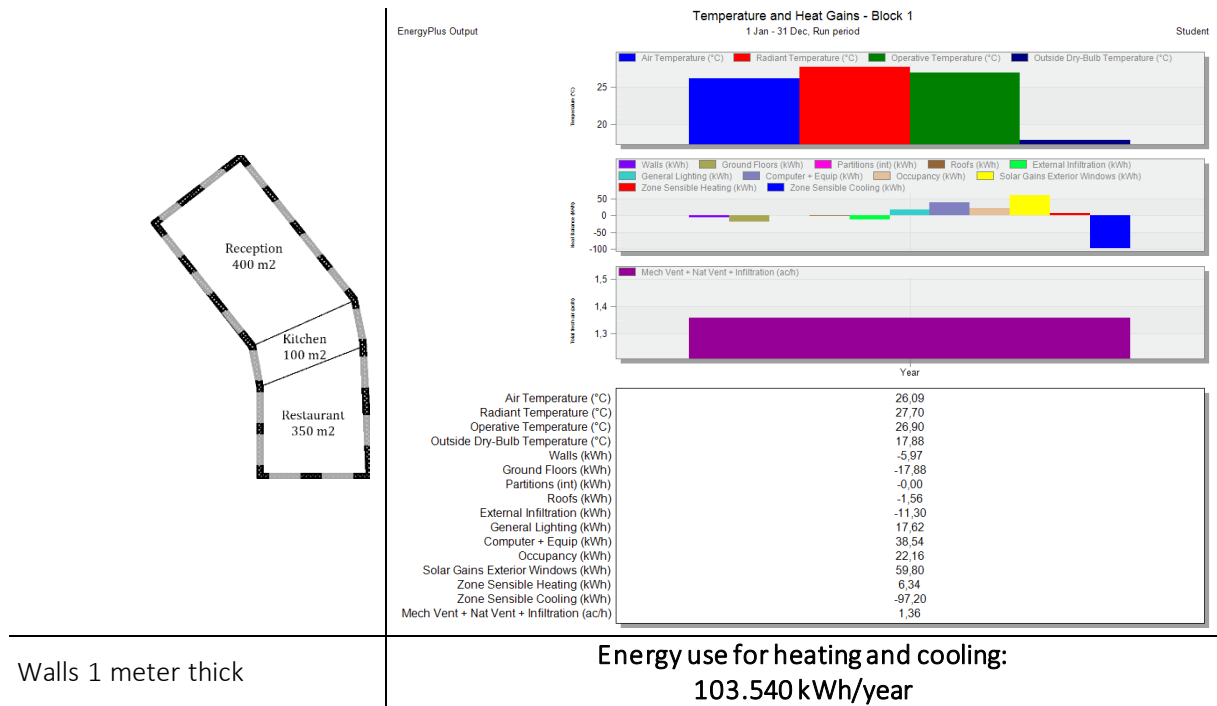 Reception
400 m2
Kitchen
100 m2
Restaurant
350 m2
Temperature and Heat Gains - Block 1
EnergyPlus Output
1 Jan - 31 Dec, Run period
Student
Air Temperature (°C) Radiant Temperature (°C) Operative Temperature (°C) Outside Dry-Bulb Temperature (°C)
Temperature (°C)
25
20
Walls (kWh) Ground Floors (kWh) Partitions (int) (kWh) Roofs (kWh) External Infiltration (kWh)
General Lighting (kWh) Computer + Equip (kWh) Occupancy (kWh) Solar Gains Exterior Windows (kWh)
Zone Sensible Heating (kWh) Zone Sensible Cooling (kWh)
Heat Balance (kWh)
50
0
-50
-100
Mech Vent + Nat Vent + Infiltration (ac/h)
Total fresh air (ac/h)
1,5
1,4
1,3
Year
Air Temperature (°C) 26,09
Radiant Temperature (°C) 27,70
Operative Temperature (°C) 26,90
Outside Dry-Bulb Temperature (°C) 17,88
Walls (kWh) -5,97
Ground Floors (kWh) -17,88
Partitions (int) (kWh) -0,00
Roofs (kWh) -1,56
External Infiltration (kWh) -11,30
General Lighting (kWh) 17,62
Computer + Equip (kWh) 38,54
Occupancy (kWh) 22,16
Solar Gains Exterior Windows (kWh) 59,80
Zone Sensible Heating (kWh) 6,34
Zone Sensible Cooling (kWh) -97,20
Mech Vent + Nat Vent + Infiltration (ac/h) 1,36
Walls 1 meter thick
Energy use for heating and cooling:
103.540 kWh/year